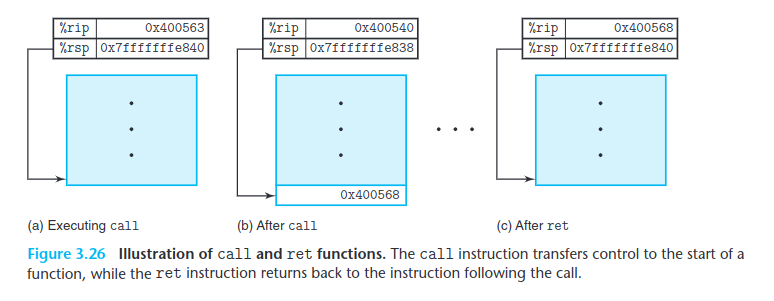 %rip 0x400563
%rsp 0x7fffffffe840
(a) Executing call
%rip 0x400540
%rsp 0x7fffffffe838
0x400568
(b) After call
%rip 0x400568
%rsp 0x7fffffffe840
(c) After ret
Figure 3.26 Illustration of call and ret functions. The call instruction transfers control to the start of a
function, while the ret instruction returns back to the instruction following the call.